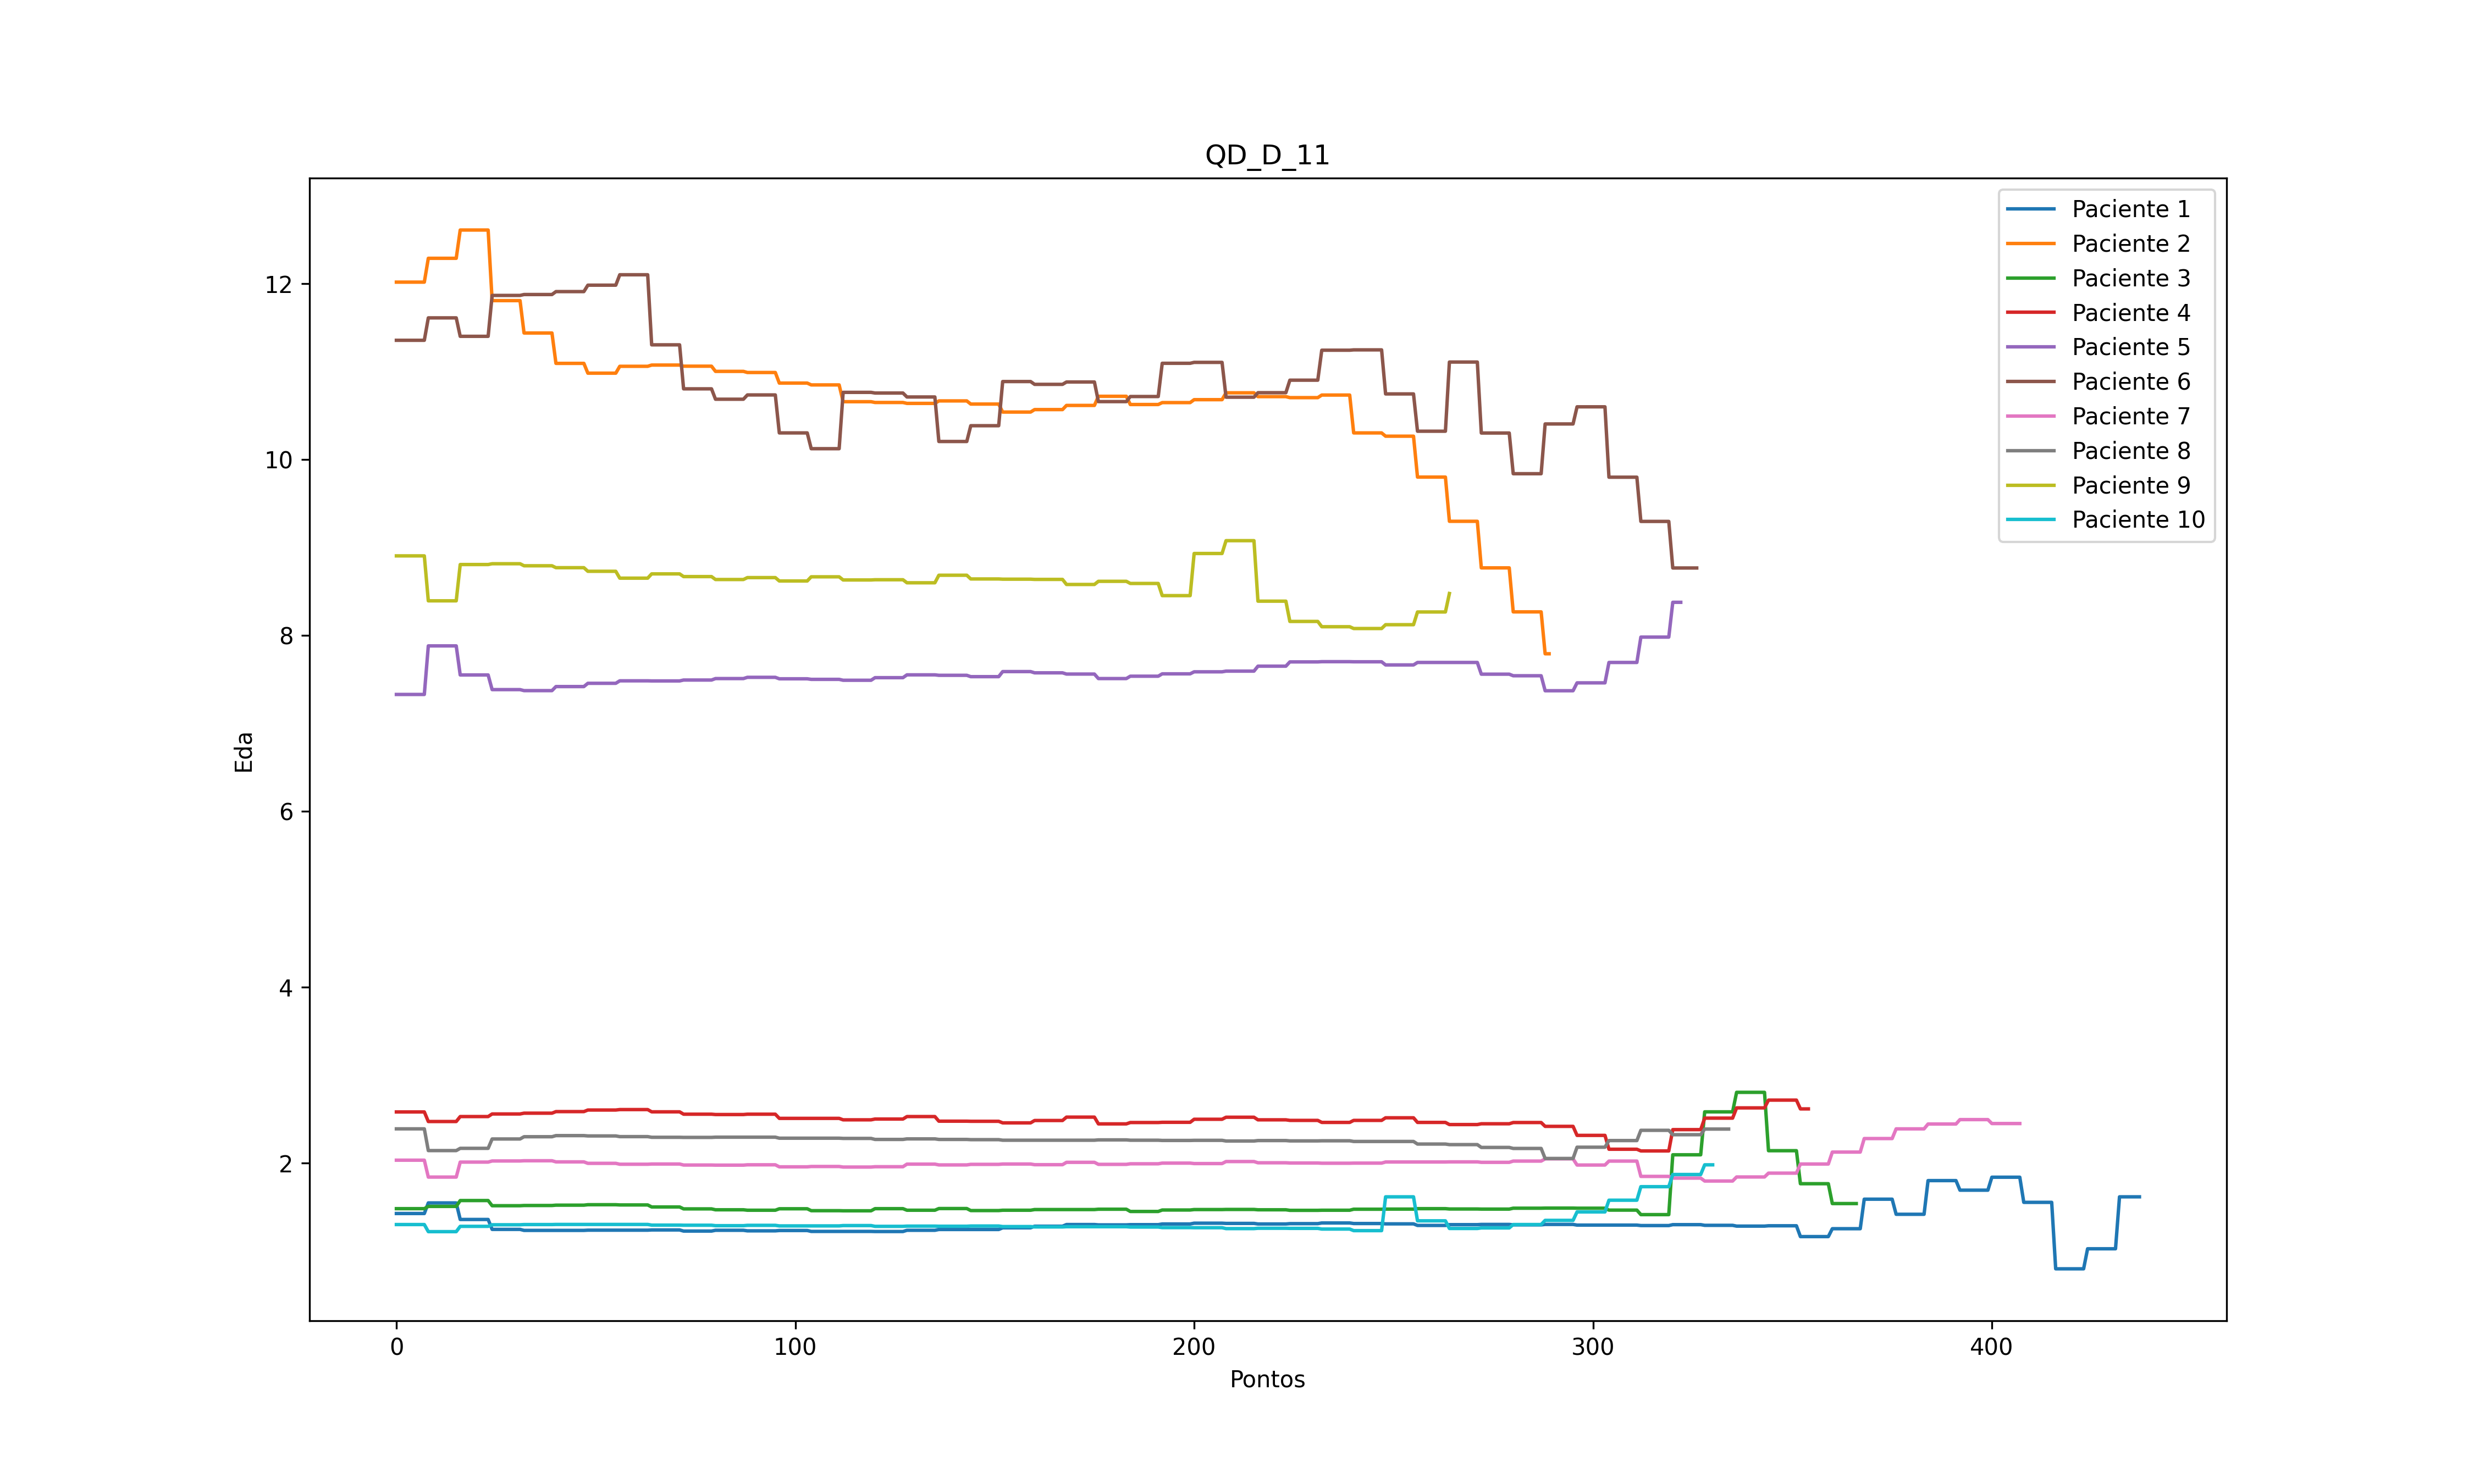 QD_D_11
Eda
12
10
8
6
4
2
0
100
200
300
400
Pontos
Paciente 1
Paciente 2
Paciente 3
Paciente 4
Paciente 5
Paciente 6
Paciente 7
Paciente 8
Paciente 9
Paciente 10